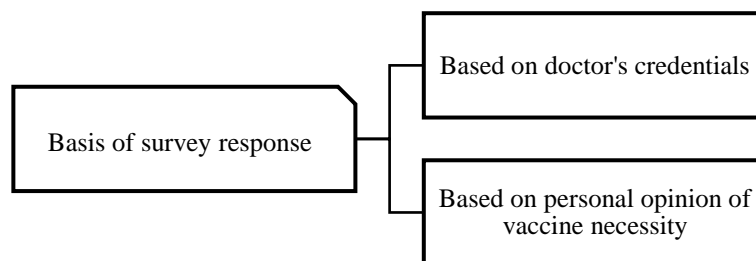 Based on doctor's credentials
Basis of survey response
Based on personal opinion of
vaccine necessity